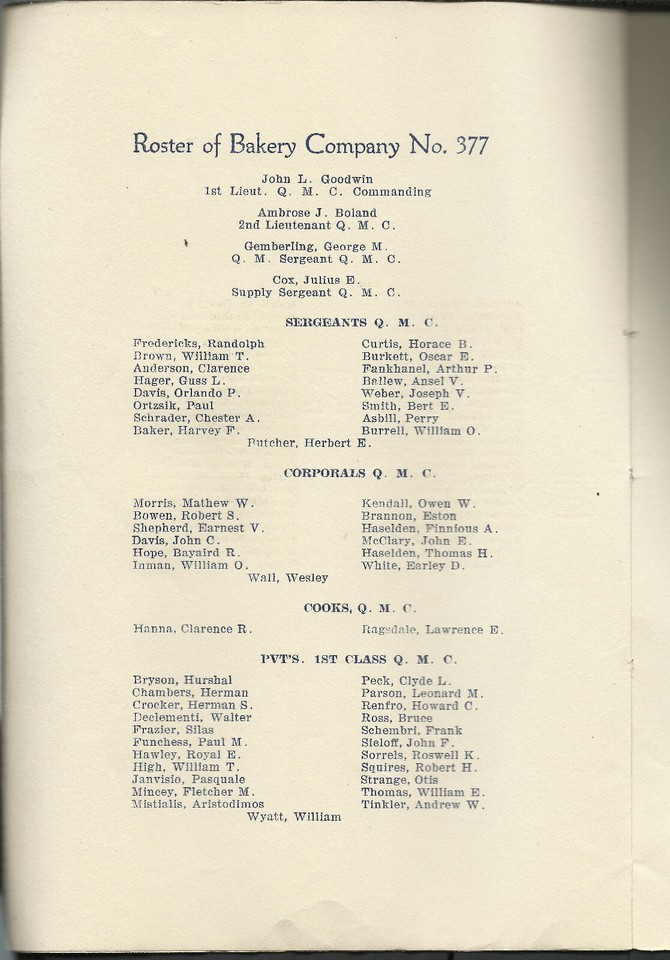 Roster of Bakery Company No. 377
John L. Goodwin
1st Lieut. Q. M. C. Commanding
Ambrose J. Boland
2nd Lieutenant Q. M. C.
Gemberling, George M.
Q. M. Sergeant Q. M. C.
Cox, Julius E.
Supply Sergeant Q. M. C.
SERGEANTS Q. M. C.
Fredericks, Randolph
Brown, William T.
Anderson, Clarence
Hager, Guss L.
Davis, Orlando P.
Ortzsik, Paul
Schrader, Chester A.
Baker, Harvey F.
Curtis, Horace B.
Burkett, Oscar E.
Fankhanel, Arthur P.
Ballew, Ansel V.
Weber, Joseph V.
Smith, Bert E.
Asbill, Perry
Burrell, William O.
Butcher, Herbert E.
CORPORALS Q. M. C.
Morris, Mathew W.
Bowen, Robert S.
Shepherd, Earnest V.
Davis, John C.
Hope, Bayaird R.
Inman, William O.
Kendall, Owen W.
Brannon, Eston
Haselden, Finnious A.
McClary, John E.
Haselden, Thomas H.
White, Earley D.
Wall, Wesley
COOKS, Q. M. C.
Hanna, Clarence R.
Ragsdale, Lawrence E.
PVT'S. 1ST CLASS Q. M. C.
Bryson, Hurshal
Chambers, Herman
Crocker, Herman S.
Declementi, Walter
Frazier, Silas
Funchess, Paul M.
Hawley, Royal E.
High, William T.
Janvisio, Pasquale
Mincey, Fletcher M.
Mistialis, Aristodimos
Peck, Clyde L.
Parson, Leonard M.
Renfro, Howard C.
Ross, Bruce
Schembri, Frank
Sieloff, John F.
Sorrels, Roswell K.
Squires, Robert H.
Strange, Otis
Thomas, William E.
Tinkler, Andrew W.
Wyatt, William